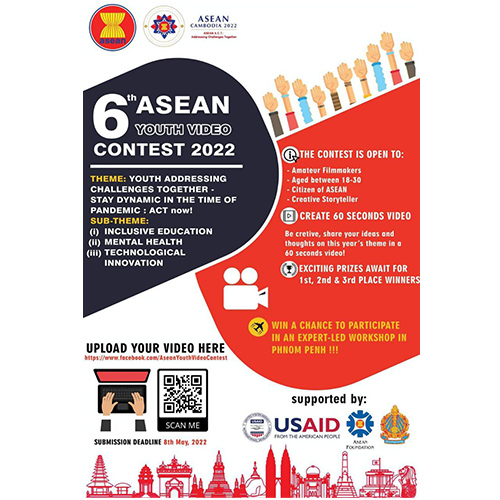 asean
ASEAN
CAMBODIA 2022
ASEAN A.C.T.:
Addressing Challenges Together
6th ASEAN
YOUTH VIDEO
CONTEST 2022
THEME: YOUTH ADDRESSING
CHALLENGES TOGETHER -
STAY DYNAMIC IN THE TIME OF
PANDEMIC : ACT now!
SUB-THEME:
(i) INCLUSIVE EDUCATION
(ii) MENTAL HEALTH
(iii) TECHNOLOGICAL
INNOVATION
THE CONTEST IS OPEN TO:
- Amateur Filmmakers
- Aged between 18-30
- Citizen of ASEAN
- Creative Storyteller
CREATE 60 SECONDS VIDEO
Be cretive, share your ideas and
thoughts on this year's theme in a
60 seconds video!
EXCITING PRIZES AWAIT FOR
1st, 2nd & 3rd PLACE WINNERS
WIN A CHANCE TO PARTICIPATE
IN AN EXPERT-LED WORKSHOP IN
PHNOM PENH !!!
UPLOAD YOUR VIDEO HERE
https://www.facebook.com/AseanYouthVideoContest
SCAN ME
SUBMISSION DEADLINE 8th May, 2022
supported by:
USAID
FROM THE AMERICAN PEOPLE
ASEAN
FOUNDATION